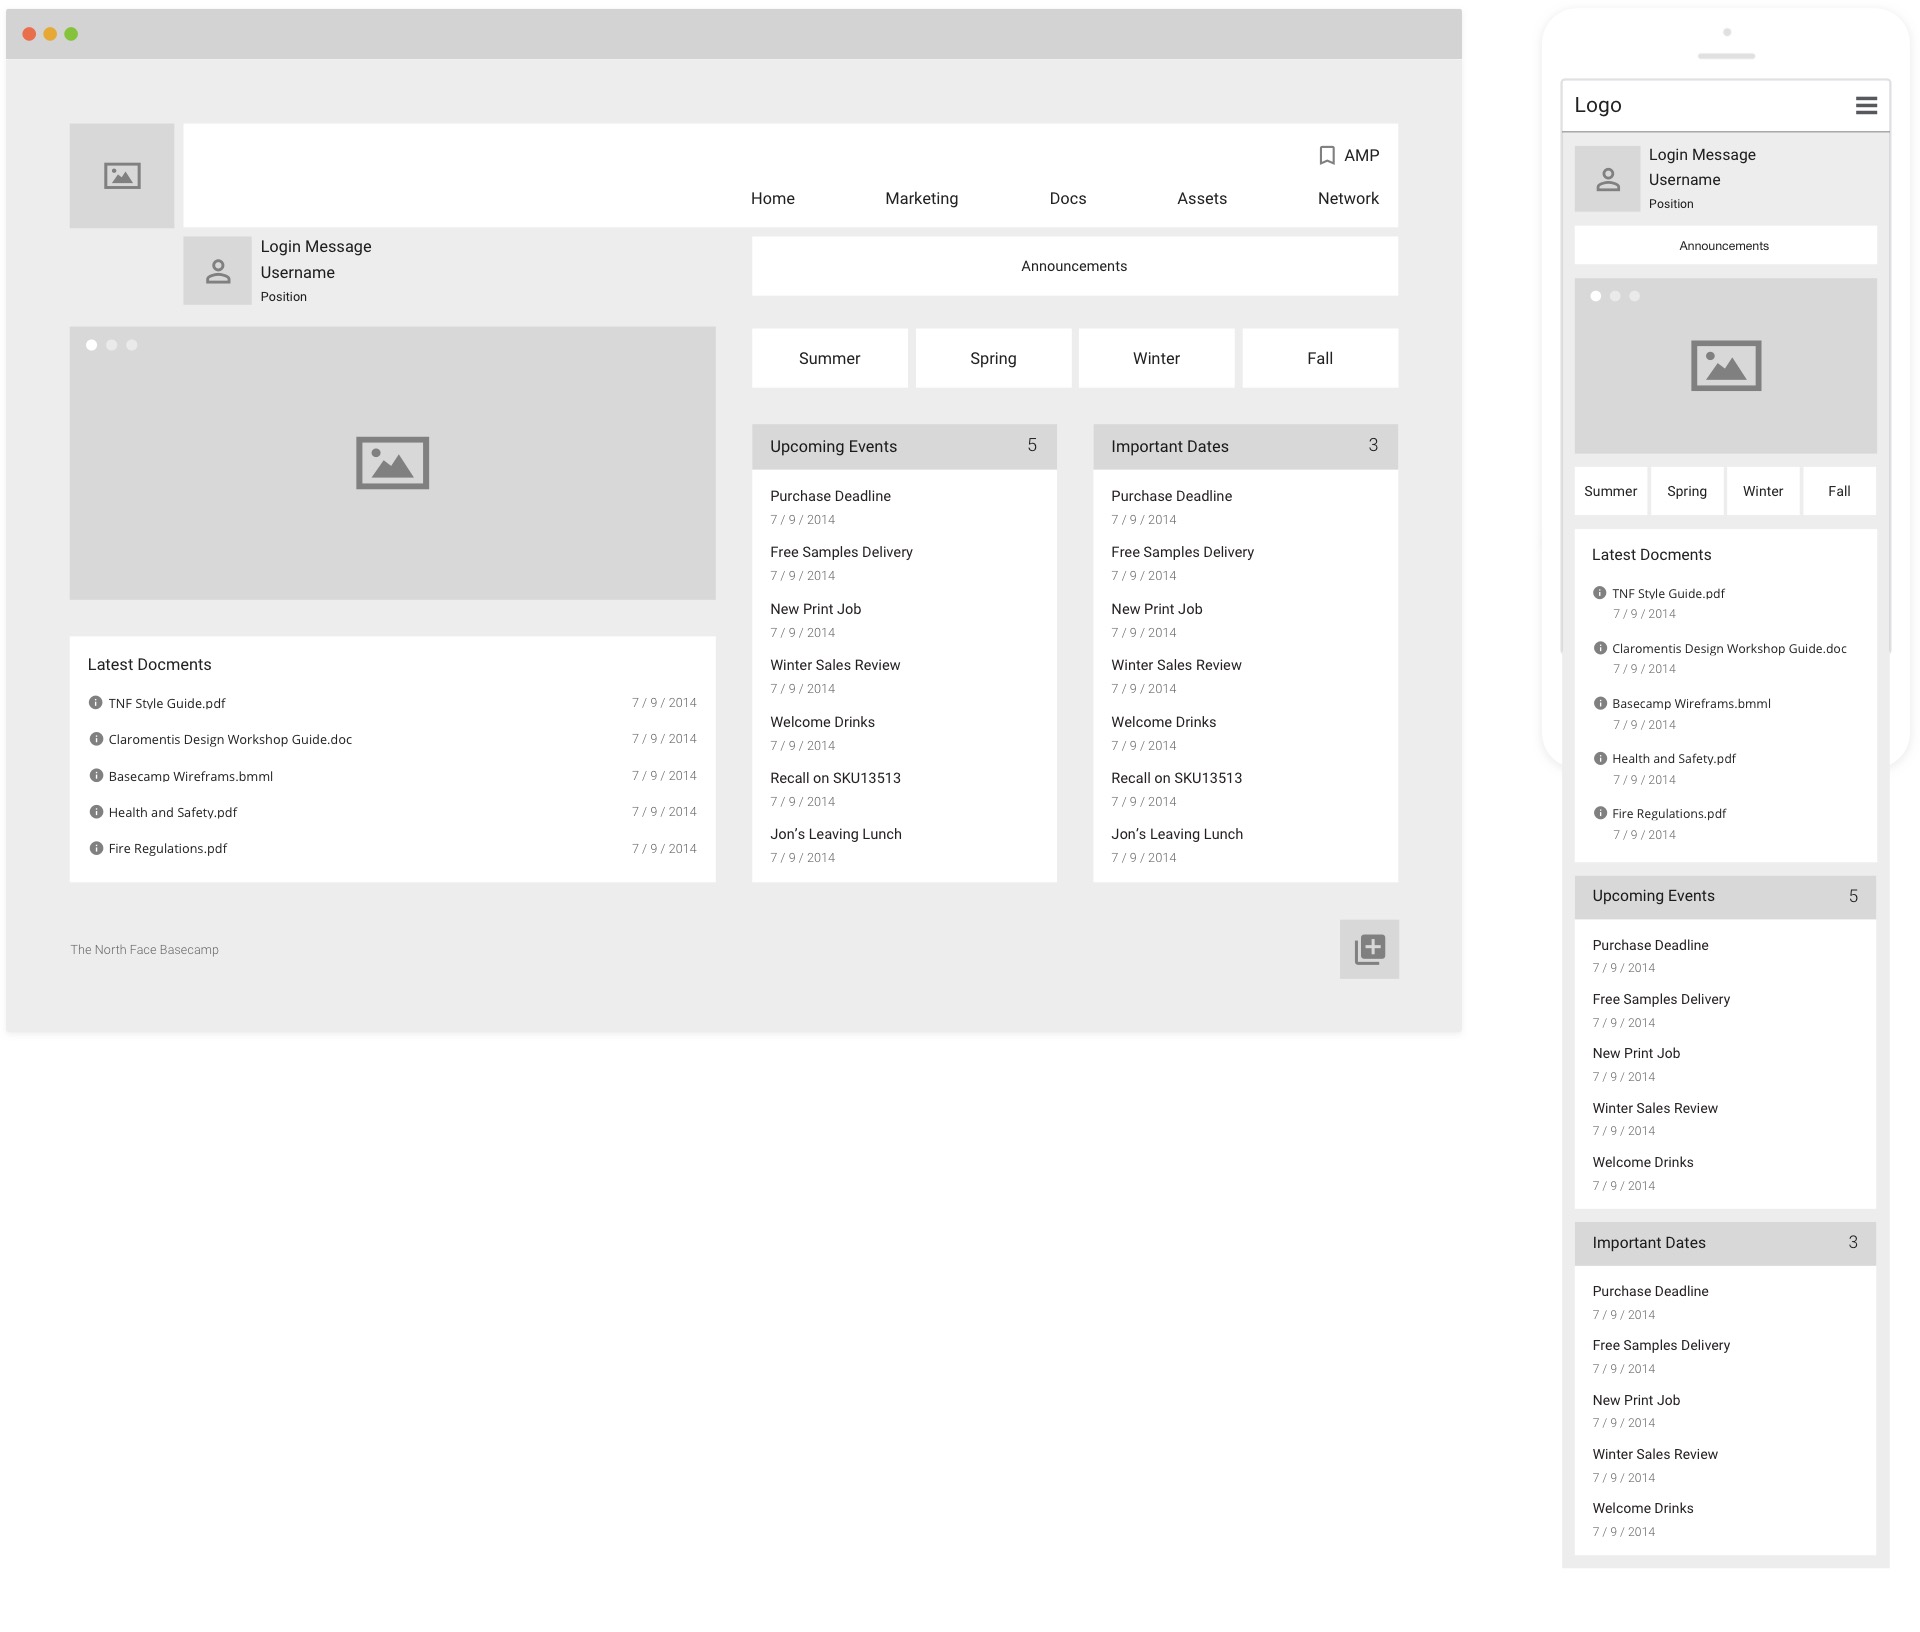 AMP
Home Marketing Docs Assets Network
Login Message
Username
Position
Announcements
Summer Spring Winter Fall
Latest Docments
TNF Style Guide.pdf 7 / 9 / 2014
Claromentis Design Workshop Guide.doc 7 / 9 / 2014
Basecamp Wireframs.bmml 7 / 9 / 2014
Health and Safety.pdf 7 / 9 / 2014
Fire Regulations.pdf 7 / 9 / 2014
Upcoming Events 5
Purchase Deadline
7 / 9 / 2014
Free Samples Delivery
7 / 9 / 2014
New Print Job
7 / 9 / 2014
Winter Sales Review
7 / 9 / 2014
Welcome Drinks
7 / 9 / 2014
Recall on SKU13513
7 / 9 / 2014
Jon’s Leaving Lunch
7 / 9 / 2014
Important Dates 3
Purchase Deadline
7 / 9 / 2014
Free Samples Delivery
7 / 9 / 2014
New Print Job
7 / 9 / 2014
Winter Sales Review
7 / 9 / 2014
Welcome Drinks
7 / 9 / 2014
Recall on SKU13513
7 / 9 / 2014
Jon’s Leaving Lunch
7 / 9 / 2014
The North Face Basecamp
Logo
Login Message
Username
Position
Announcements
Summer Spring Winter Fall
Latest Docments
TNF Style Guide.pdf
7 / 9 / 2014
Claromentis Design Workshop Guide.doc
7 / 9 / 2014
Basecamp Wireframs.bmml
7 / 9 / 2014
Health and Safety.pdf
7 / 9 / 2014
Fire Regulations.pdf
7 / 9 / 2014
Upcoming Events 5
Purchase Deadline
7 / 9 / 2014
Free Samples Delivery
7 / 9 / 2014
New Print Job
7 / 9 / 2014
Winter Sales Review
7 / 9 / 2014
Welcome Drinks
7 / 9 / 2014
Important Dates 3
Purchase Deadline
7 / 9 / 2014
Free Samples Delivery
7 / 9 / 2014
New Print Job
7 / 9 / 2014
Winter Sales Review
7 / 9 / 2014
Welcome Drinks
7 / 9 / 2014